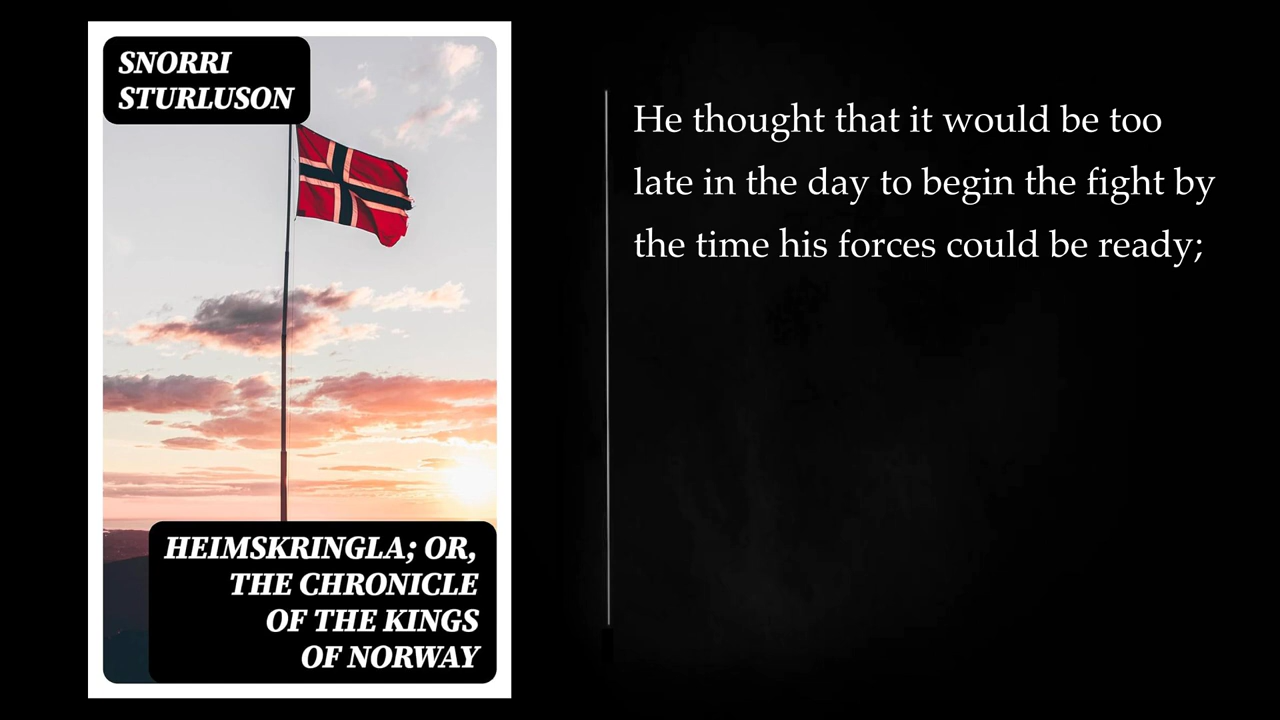 SNORRI
STURLUSON
HEIMSKRINGLA; OR,
THE CHRONICLE
OF THE KINGS
OF NORWAY
He thought that it would be too
late in the day to begin the fight by
the time his forces could be ready;